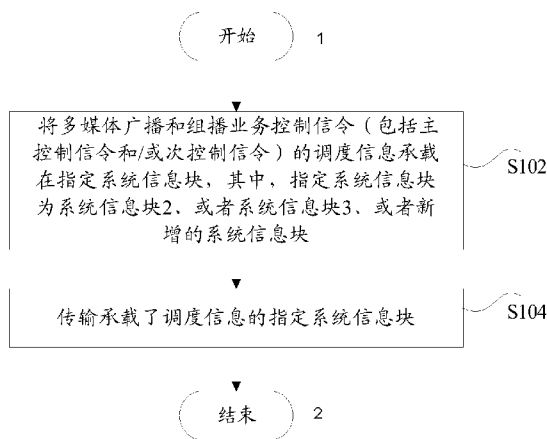 开始
1
将多媒体广播和组播业务控制信令（包括主
控制信令和/或次控制信令）的调度信息承载
在指定系统信息块，其中，指定系统信息块
为系统信息块2、或者系统信息块3、或者新
增的系统信息块
S102
传输承载了调度信息的指定系统信息块
S104
结束
2